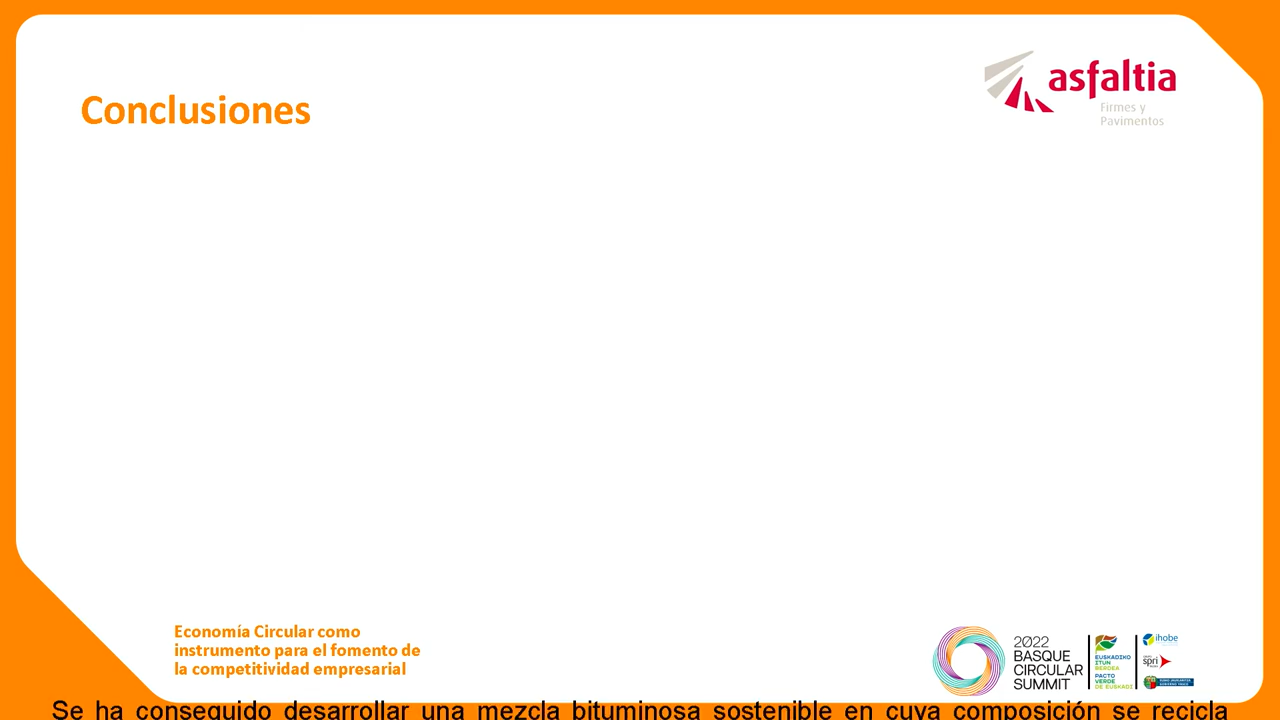 Conclusiones
asfaltia
Firmes y
Pavimentos
Economía Circular como
instrumento para el fomento de
la competitividad empresarial
2022
BASQUE
CIRCULAR
SUMMIT
EUSKADIKO
ITUN
BERDEA
PACTO
VERDE
DE EUSKADI
ihobe
spri
Se ha conseguido desarrollar una mezcla bituminosa sostenible en cuya composición se recicla